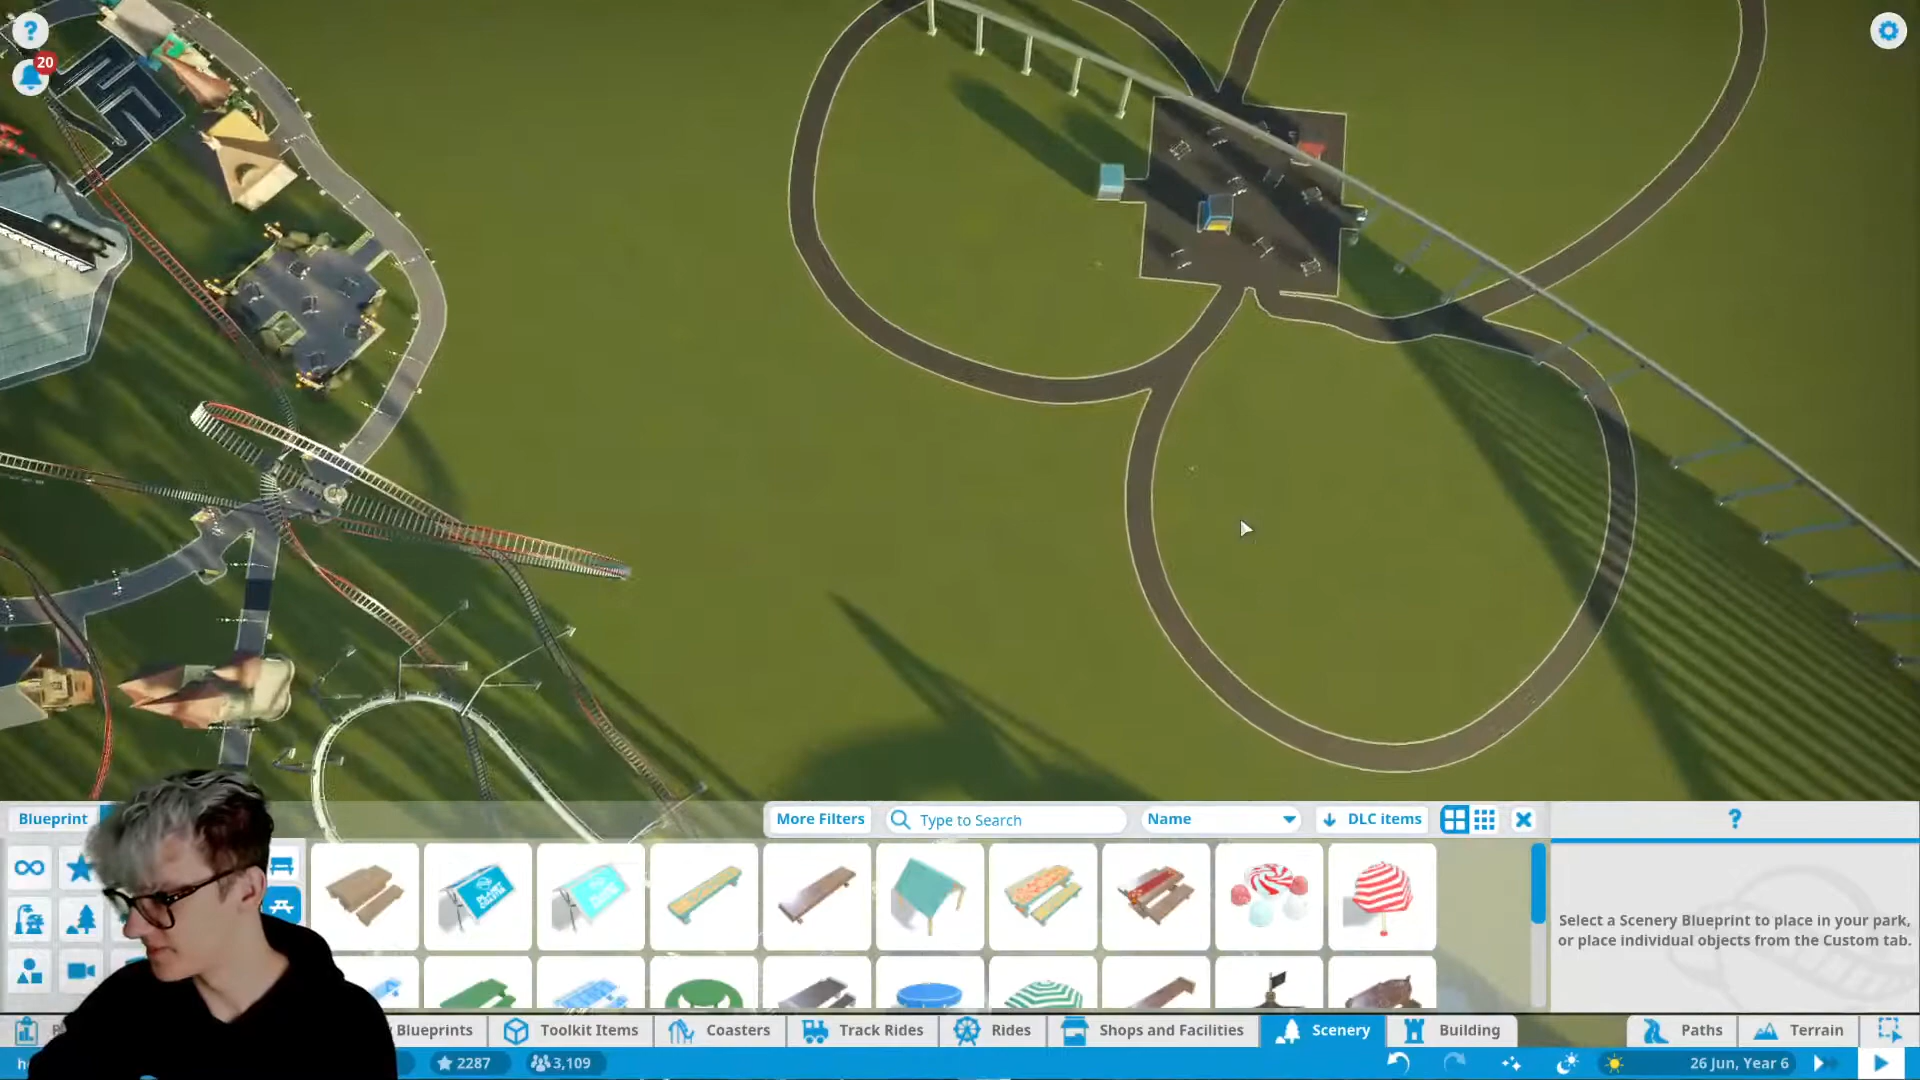 ?
20
Blueprint
More Filters
Type to Search
Name
DLC items
?
PLANET COASTER
Select a Scenery Blueprint to place in your park,
or place individual objects from the Custom tab.
Blueprints
Toolkit Items
Coasters
Track Rides
Rides
Shops and Facilities
Scenery
Building
Paths
Terrain
2287
3,109
26 Jun, Year 6